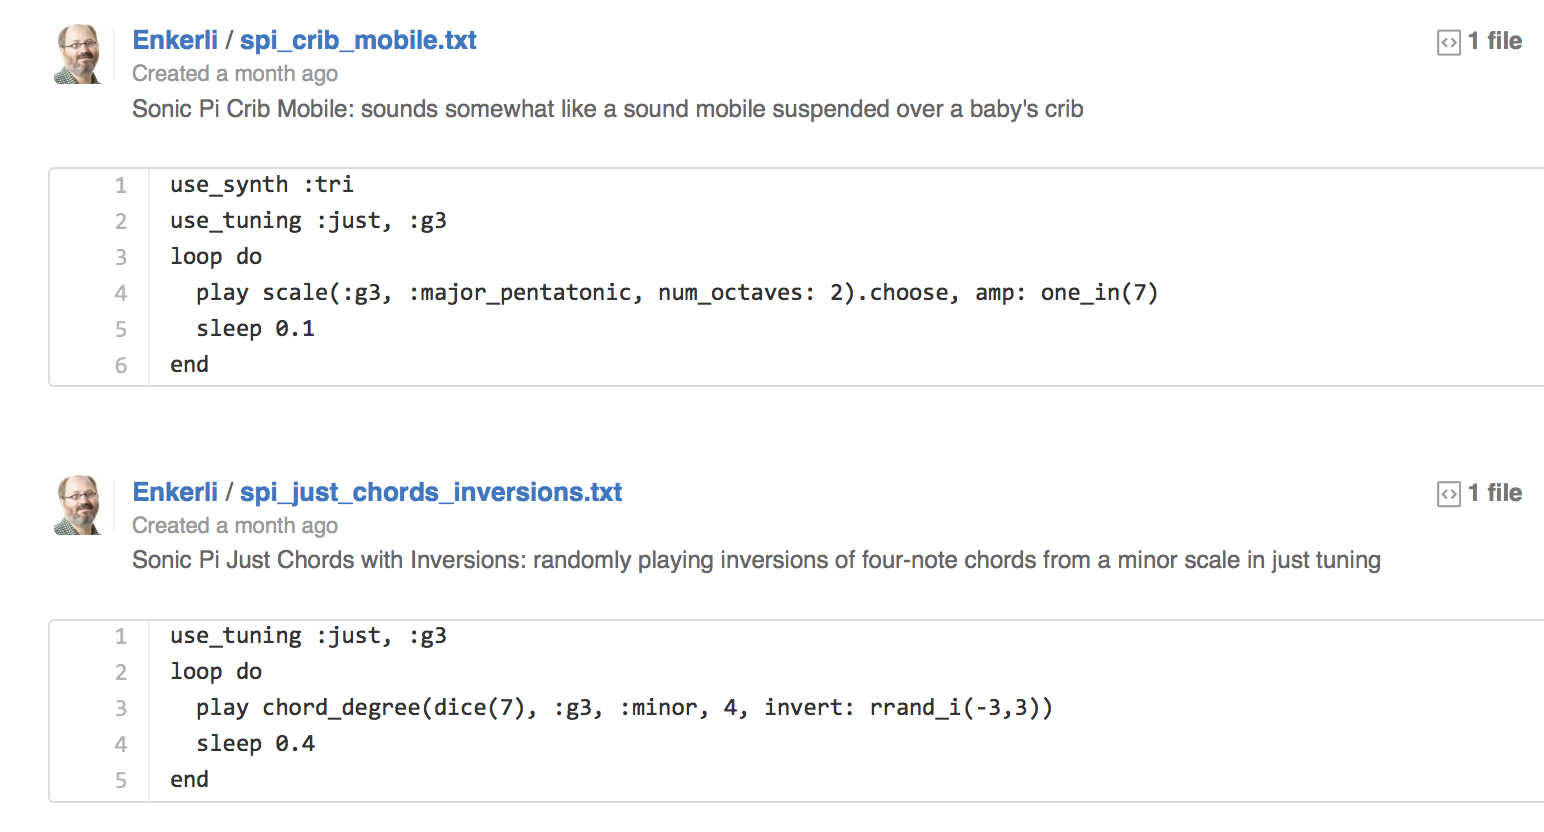 Enkerli / spi_crib_mobile.txt
1 file
Created a month ago
Sonic Pi Crib Mobile: sounds somewhat like a sound mobile suspended over a baby's crib
1 use_synth :tri
2 use_tuning :just, :g3
3 loop do
4   play scale(:g3, :major_pentatonic, num_octaves: 2).choose, amp: one_in(7)
5   sleep 0.1
6 end
Enkerli / spi_just_chords_inversions.txt
1 file
Created a month ago
Sonic Pi Just Chords with Inversions: randomly playing inversions of four-note chords from a minor scale in just tuning
1 use_tuning :just, :g3
2 loop do
3   play chord_degree(dice(7), :g3, :minor, 4, invert: rrand_i(-3,3))
4   sleep 0.4
5 end